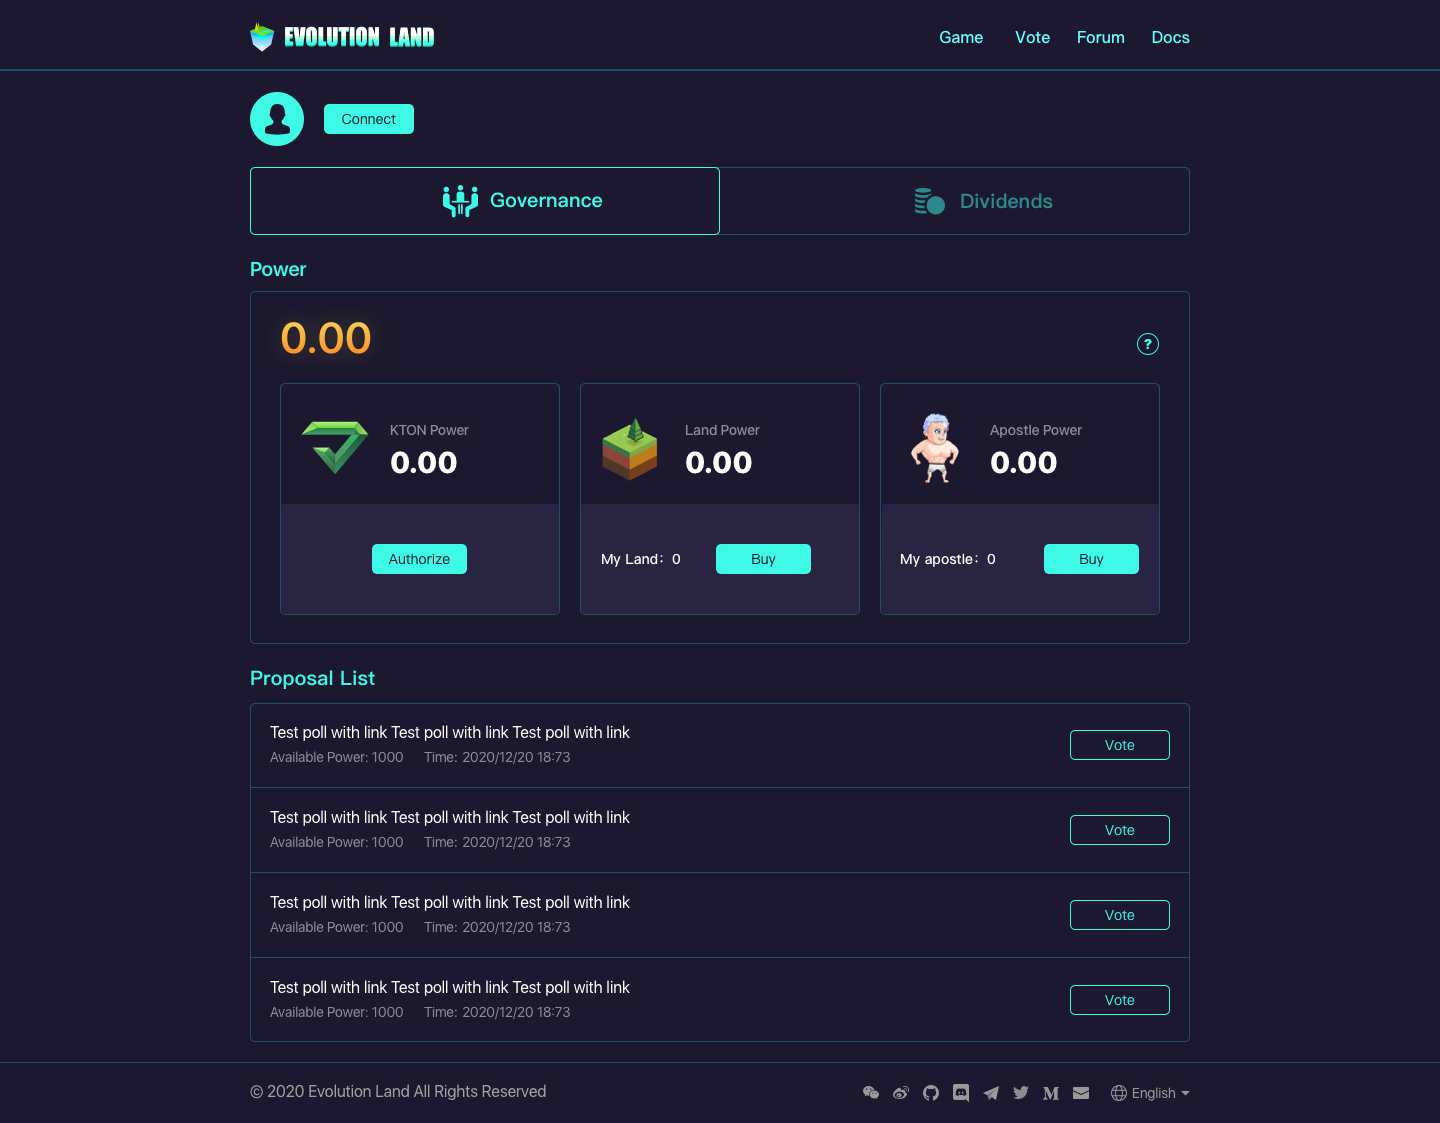 EVOLUTION LAND
Game Vote Forum Docs
Connect
Governance
Dividends
Power
0.00
?
KTON Power
0.00
Authorize
Land Power
0.00
My Land: 0
Buy
Apostle Power
0.00
My apostle: 0
Buy
Proposal List
Test poll with link Test poll with link Test poll with link
Available Power: 1000 Time: 2020/12/20 18:73
Vote
Test poll with link Test poll with link Test poll with link
Available Power: 1000 Time: 2020/12/20 18:73
Vote
Test poll with link Test poll with link Test poll with link
Available Power: 1000 Time: 2020/12/20 18:73
Vote
Test poll with link Test poll with link Test poll with link
Available Power: 1000 Time: 2020/12/20 18:73
Vote
© 2020 Evolution Land All Rights Reserved
M
English